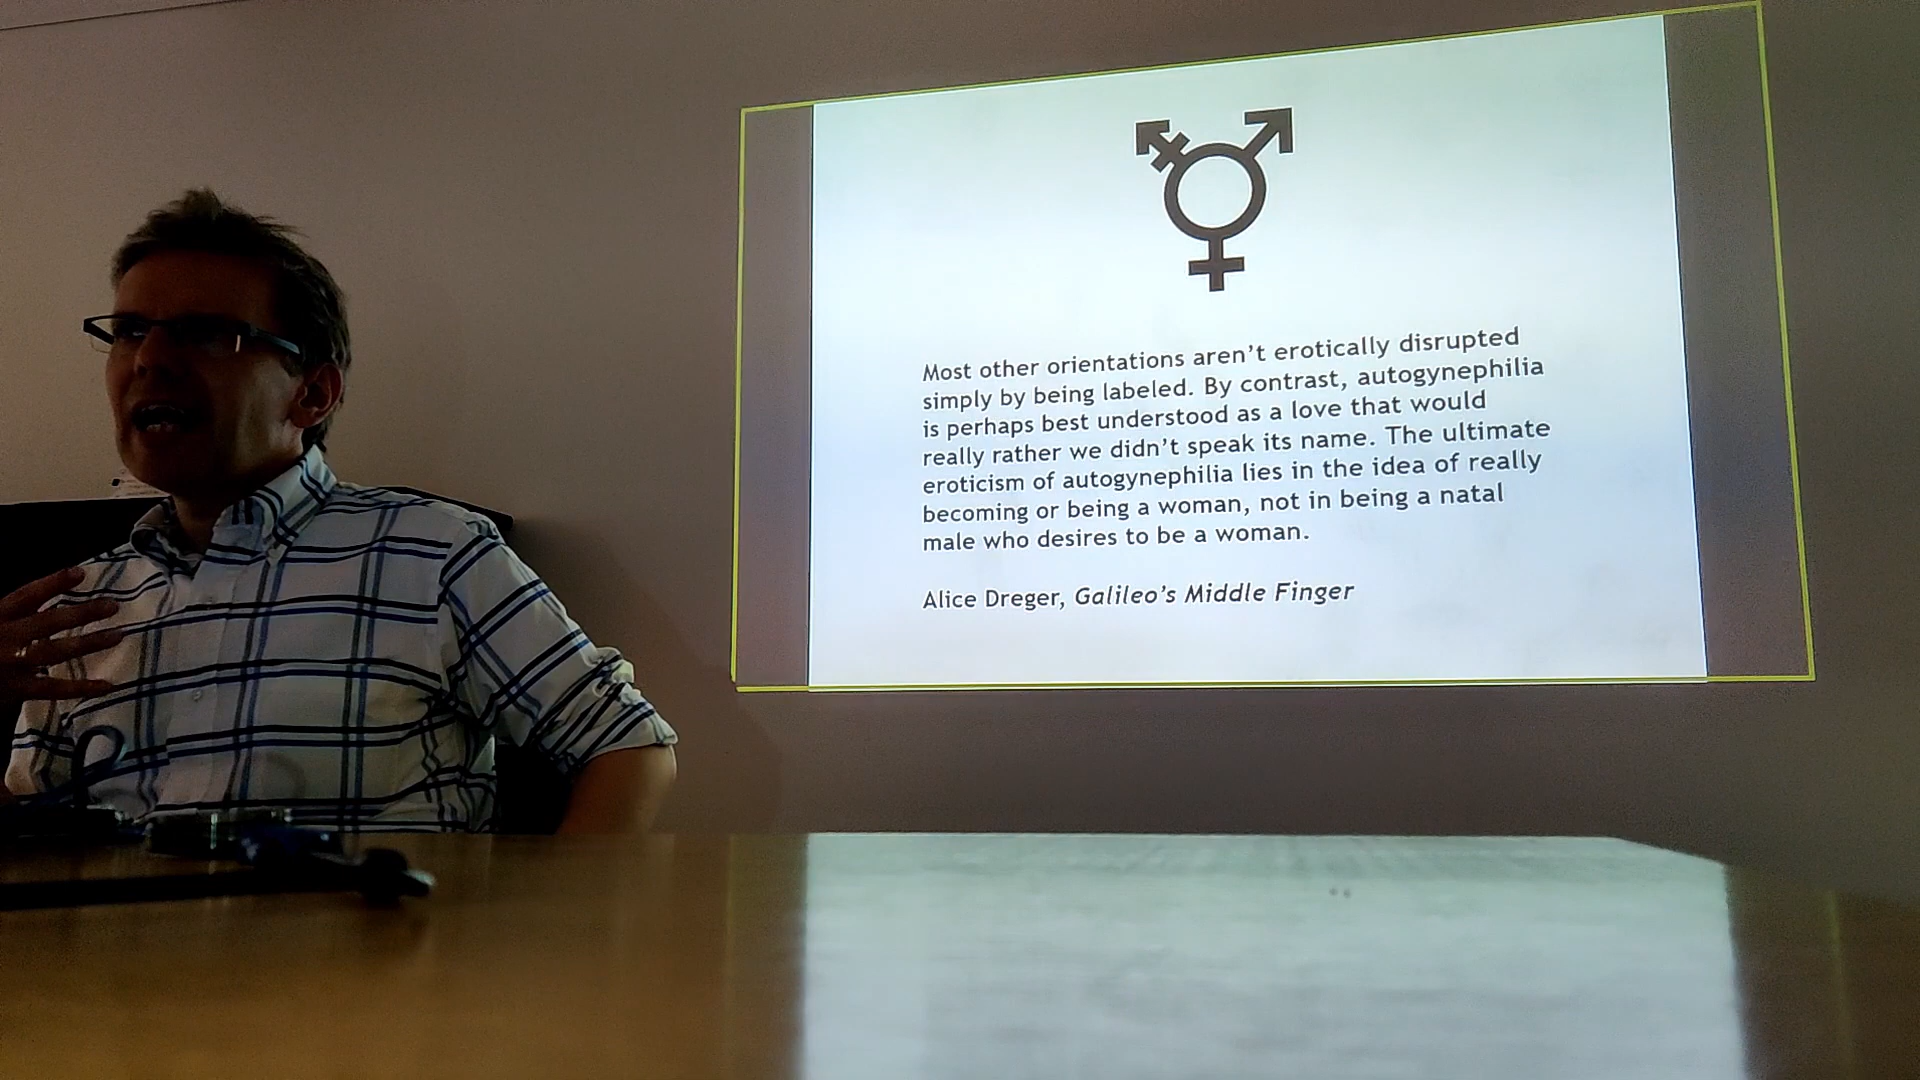 Most other orientations aren't erotically disrupted
simply by being labeled. By contrast, autogynephilia
is perhaps best understood as a love that would
really rather we didn't speak its name. The ultimate
eroticism of autogynephilia lies in the idea of really
becoming or being a woman, not in being a natal
male who desires to be a woman.
Alice Dreger, Galileo's Middle Finger